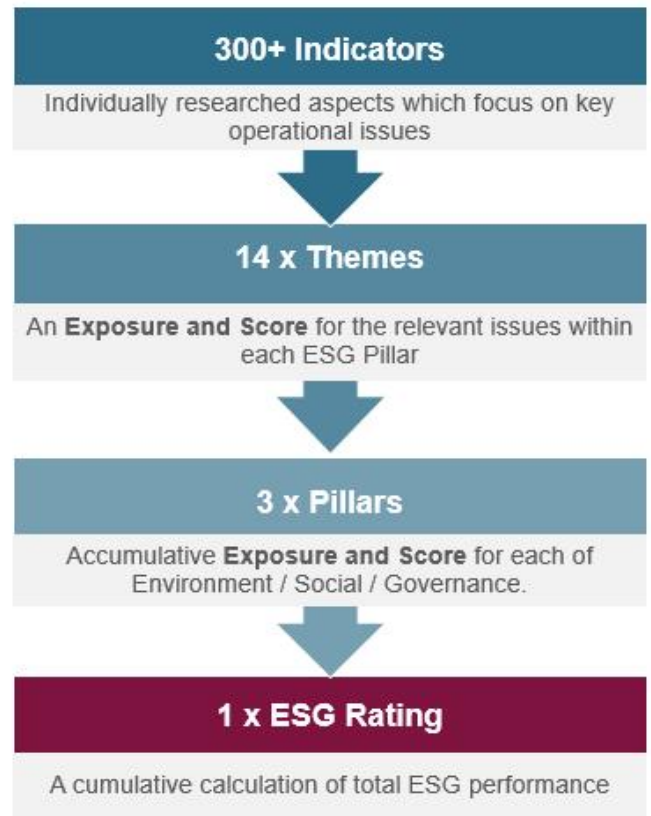 300+ Indicators
Individually researched aspects which focus on key
operational issues
14 x Themes
An Exposure and Score for the relevant issues within
each ESG Pillar
3 x Pillars
Accumulative Exposure and Score for each of
Environment / Social / Governance.
1 x ESG Rating
A cumulative calculation of total ESG performance